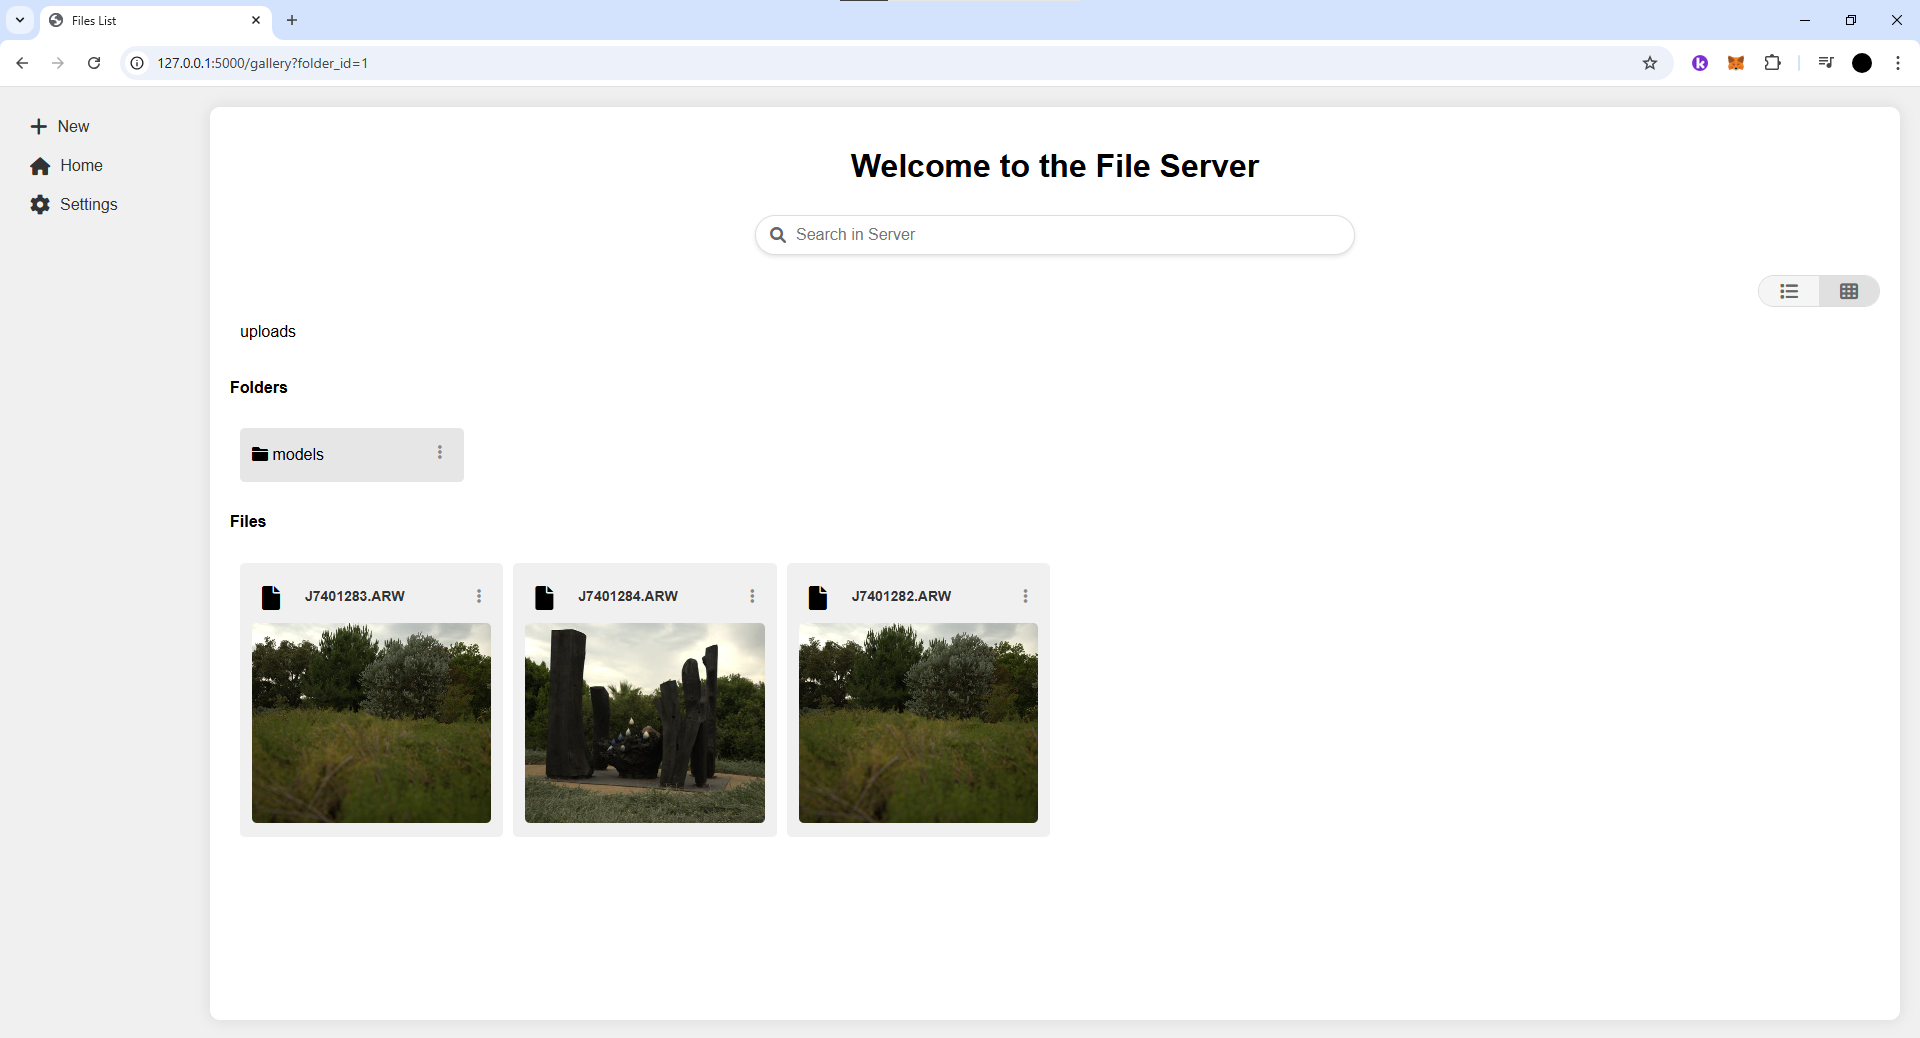 Files List
127.0.0.1:5000/gallery?folder_id=1
New
Home
Settings
Welcome to the File Server
Search in Server
uploads
Folders
models
Files
J7401283.ARW
J7401284.ARW
J7401282.ARW